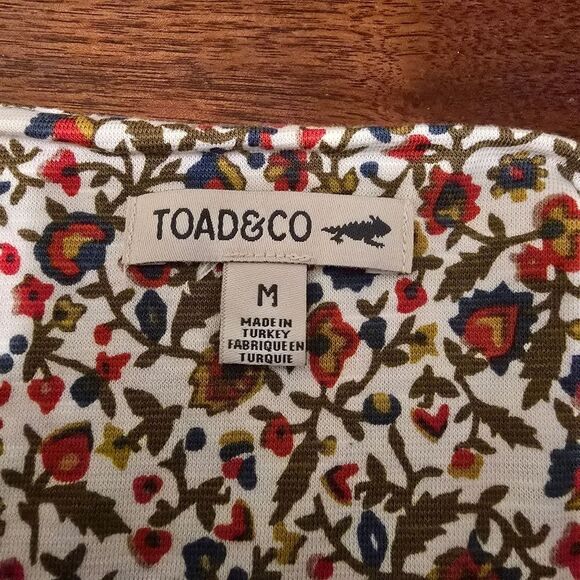 TOAD&CO
M
MADE IN
TURKEY
FABRIQUE EN
TURQUIE